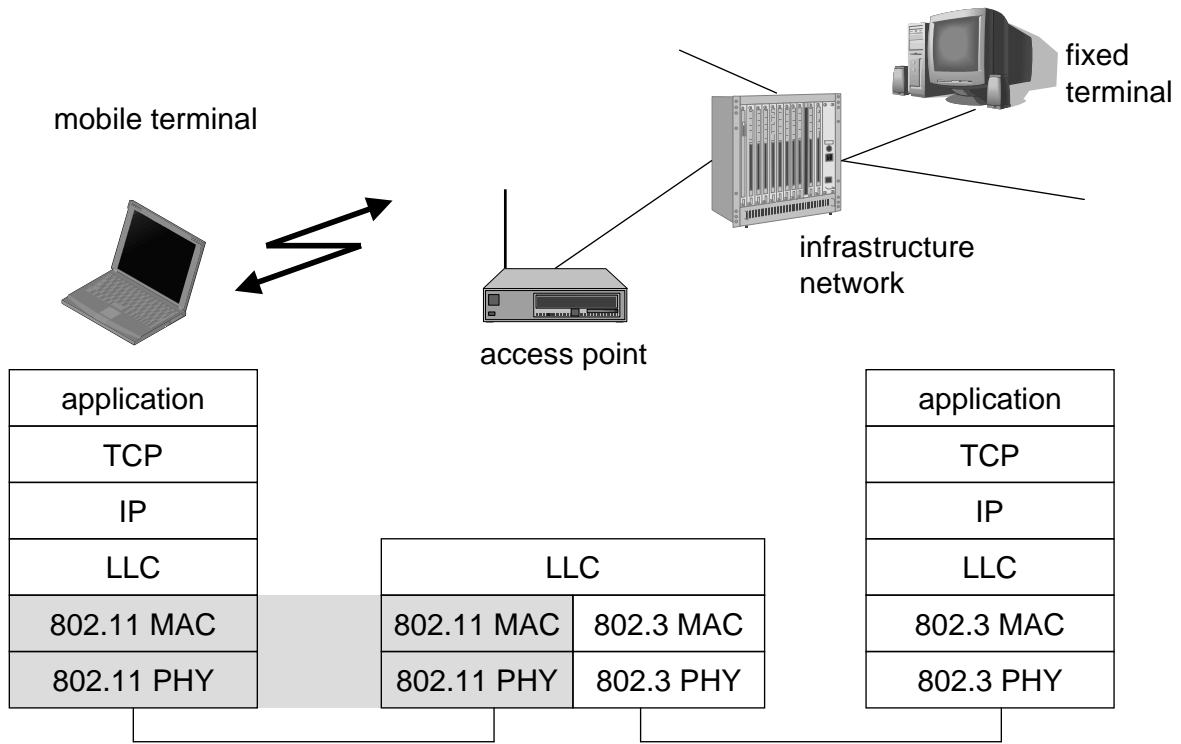 fixed
terminal
mobile terminal
infrastructure
network
access point
application
TCP
IP
LLC
802.11 MAC
802.11 PHY
LLC
802.11 MAC
802.3 MAC
802.11 PHY
802.3 PHY
application
TCP
IP
LLC
802.3 MAC
802.3 PHY